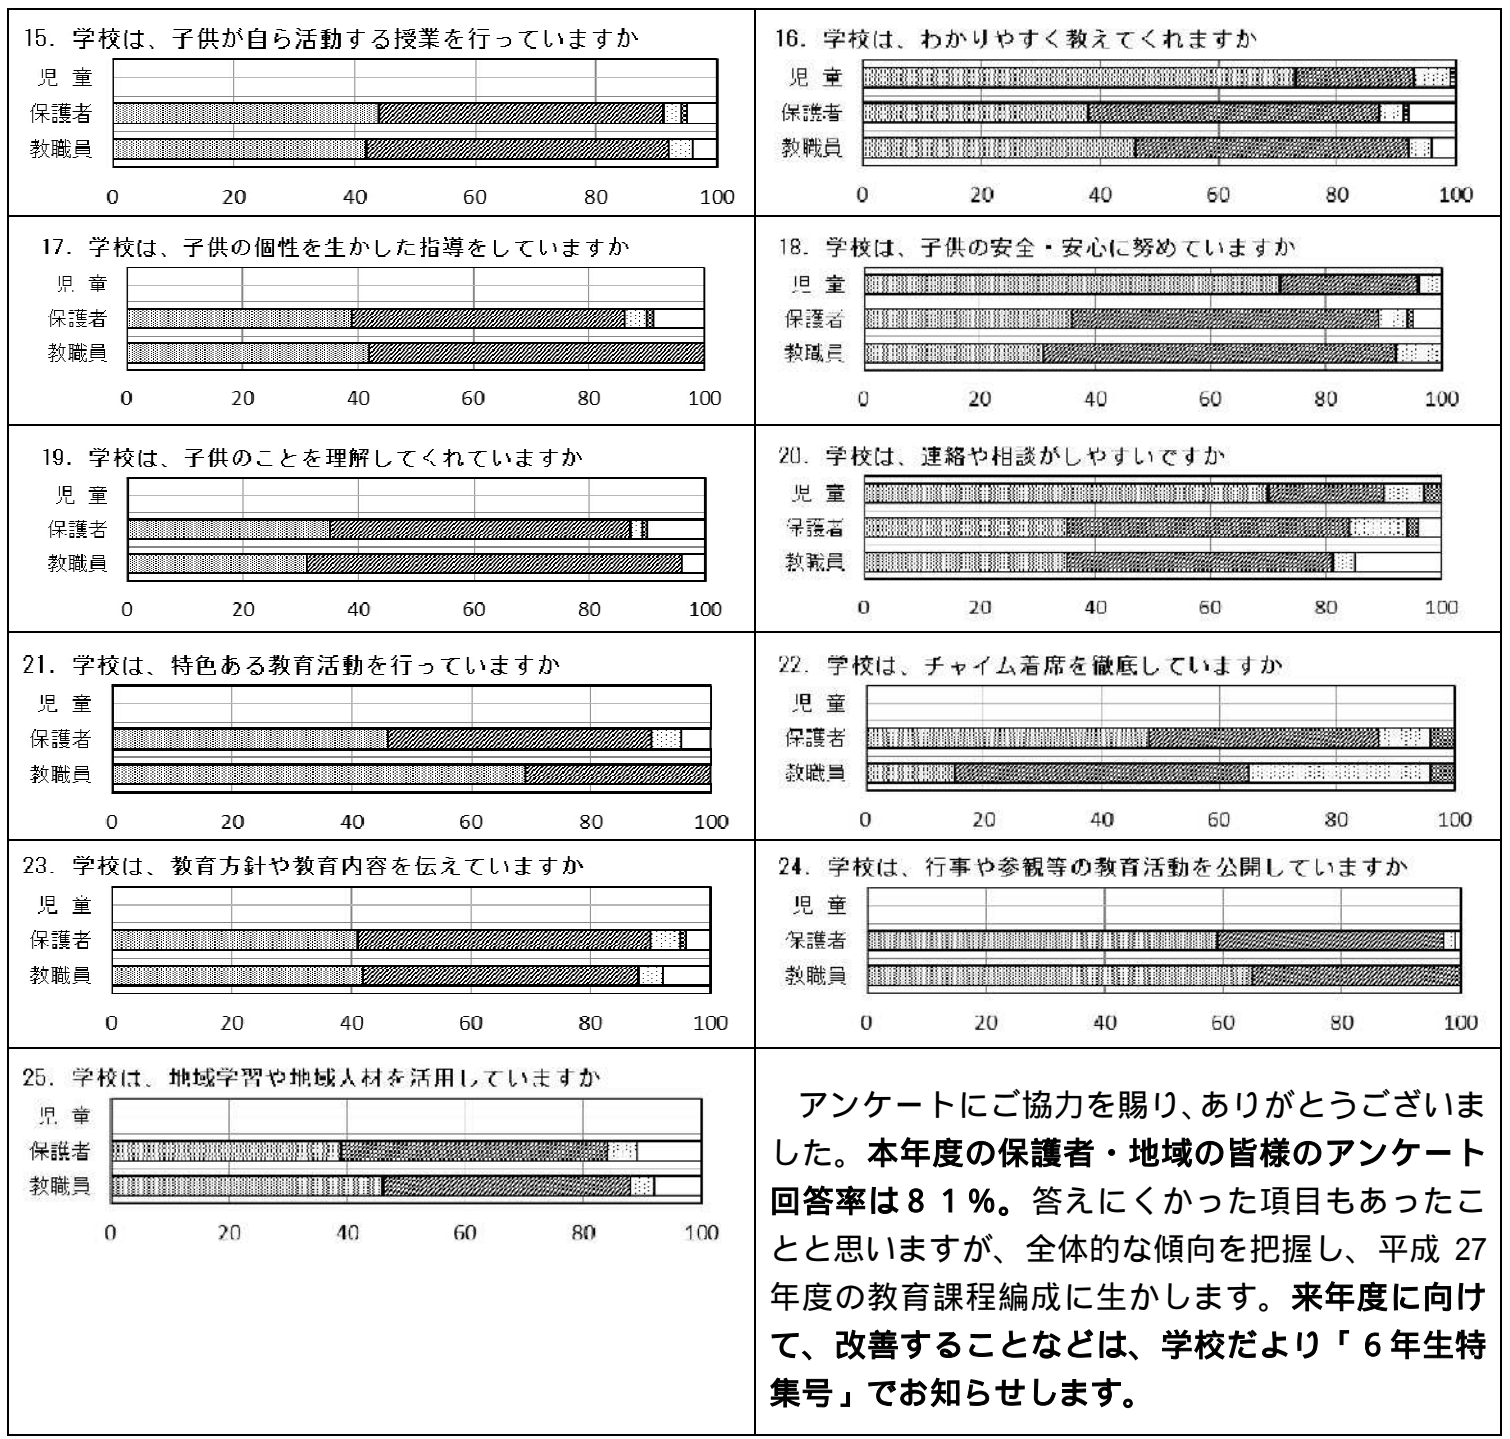 15. 学校は、子供が自ら活動する授業を行っていますか
児 童
保護者
教職員
0 20 40 60 80 100
16. 学校は、わかりやすく教えてくれますか
児 童
保護者
教職員
0 20 40 60 80 100
17. 学校は、子供の個性を生かした指導をしていますか
児 童
保護者
教職員
0 20 40 60 80 100
18. 学校は、子供の安全・安心に努めていますか
児 童
保護者
教職員
0 20 40 60 80 100
19. 学校は、子供のことを理解してくれていますか
児 童
保護者
教職員
0 20 40 60 80 100
20. 学校は、連絡や相談がしやすいですか
児 童
保護者
教職員
0 20 40 60 80 100
21. 学校は、特色ある教育活動を行っていますか
児 童
保護者
教職員
0 20 40 60 80 100
22. 学校は、チャイム着席を徹底していますか
児 童
保護者
教職員
0 20 40 60 80 100
23. 学校は、教育方針や教育内容を伝えていますか
児 童
保護者
教職員
0 20 40 60 80 100
24. 学校は、行事や参観等の教育活動を公開していますか
児 童
保護者
教職員
0 20 40 60 80 100
25. 学校は、地域学習や地域人材を活用していますか
児 童
保護者
教職員
0 20 40 60 80 100
アンケートにご協力を賜り、ありがとうございま
した。本年度の保護者・地域の皆様のアンケート
回答率は８１%。答えにくかった項目もあったこ
とと思いますが、全体的な傾向を把握し、平成 27
年度の教育課程編成に生かします。来年度に向け
て、改善することなどは、学校だより「６年生特
集号」でお知らせします。